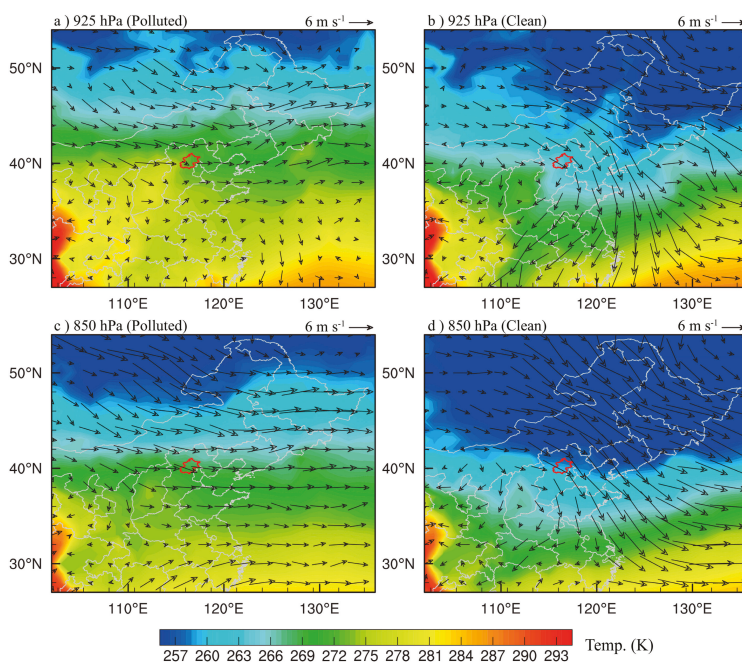 a ) 925 hPa (Polluted) 6 m s⁻¹
b ) 925 hPa (Clean) 6 m s⁻¹
50°N 50°N
40°N 40°N
30°N 30°N
110°E 120°E 130°E 110°E 120°E 130°E
c ) 850 hPa (Polluted) 6 m s⁻¹
d ) 850 hPa (Clean) 6 m s⁻¹
50°N 50°N
40°N 40°N
30°N 30°N
110°E 120°E 130°E 110°E 120°E 130°E
257 260 263 266 269 272 275 278 281 284 287 290 293 Temp. (K)